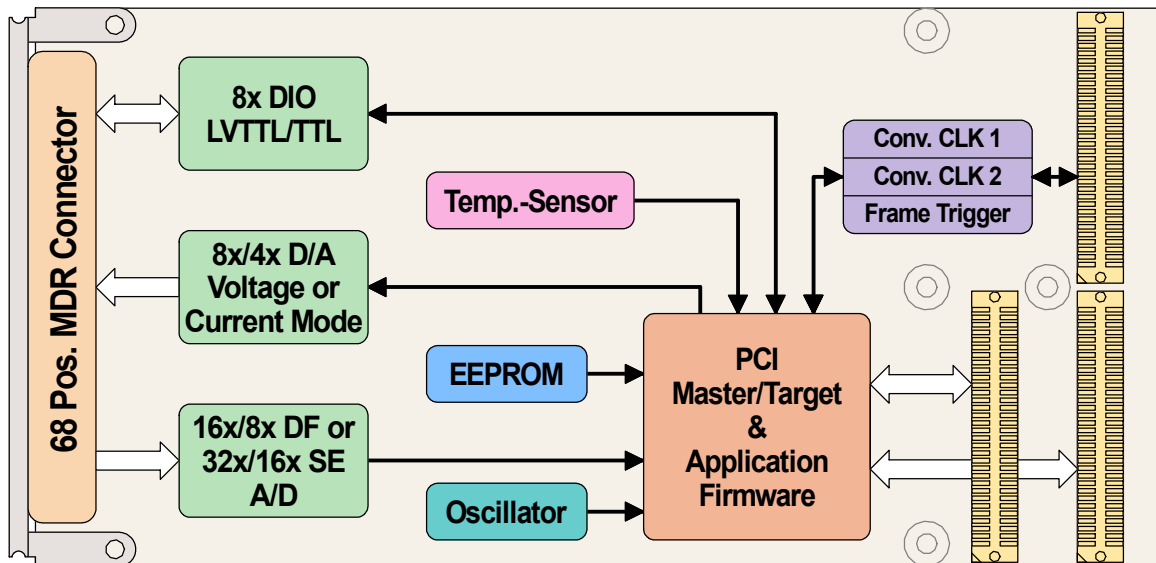 68 Pos. MDR Connector
8x DIO
LVTTL/TTL
Temp.-Sensor
Conv. CLK 1
Conv. CLK 2
Frame Trigger
8x/4x D/A
Voltage or
Current Mode
EEPROM
PCI
Master/Target
&
Application
Firmware
16x/8x DF or
32x/16x SE
A/D
Oscillator